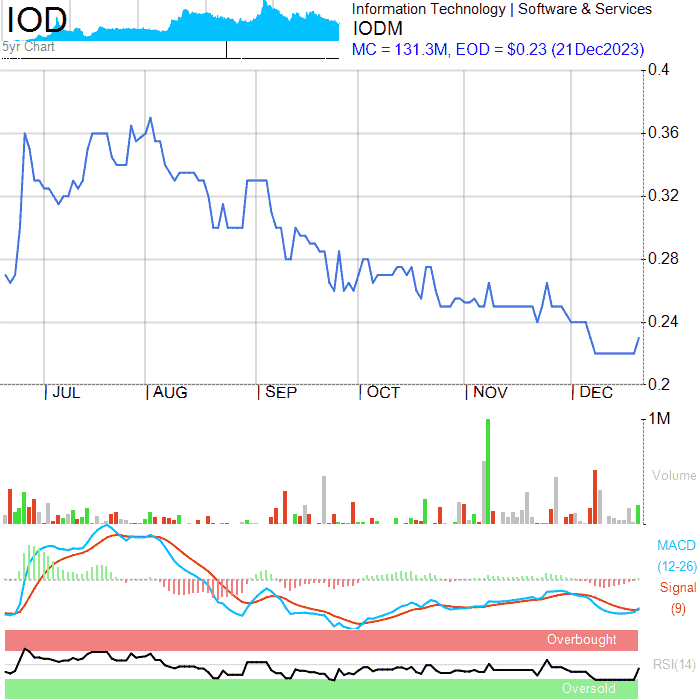 IOD
Information Technology | Software & Services
IODM
5yr Chart
MC = 131.3M, EOD = $0.23 (21Dec2023)
0.4
0.36
0.32
0.28
0.24
0.2
JUL AUG SEP OCT NOV DEC
1M
Volume
MACD
(12-26)
Signal
(9)
Overbought
RSI(14)
Oversold